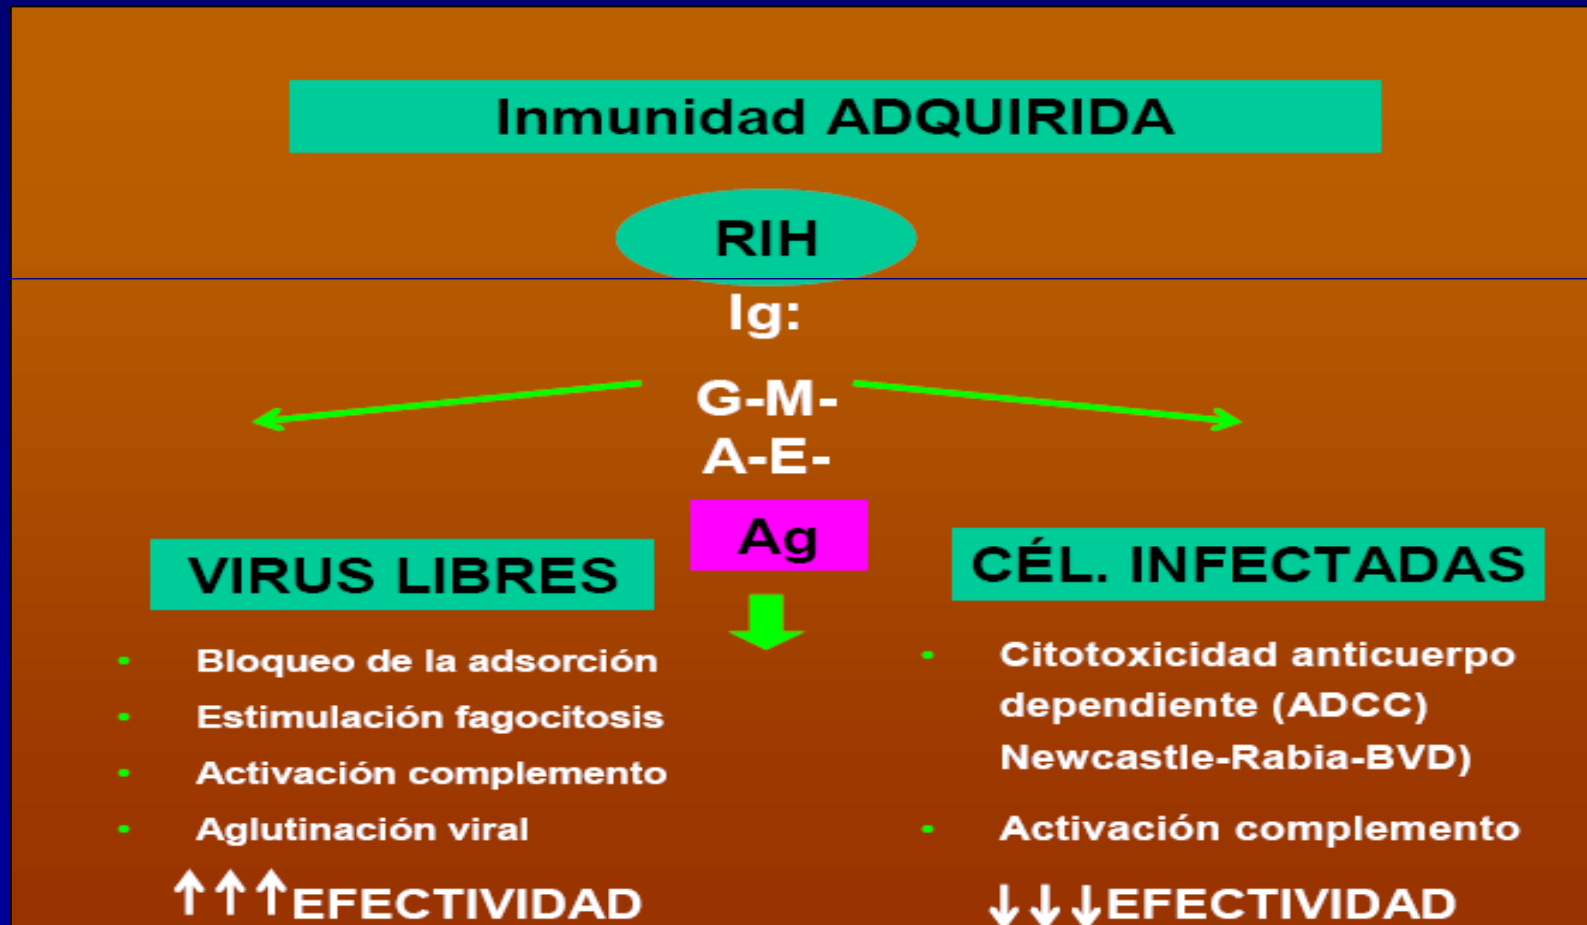 Inmunidad ADQUIRIDA
RIH
Ig:
G-M-
A-E-
Ag
VIRUS LIBRES
• Bloqueo de la adsorción
• Estimulación fagocitosis
• Activación complemento
• Aglutinación viral
↑↑↑EFECTIVIDAD
CÉL. INFECTADAS
• Citotoxicidad anticuerpo
dependiente (ADCC)
Newcastle-Rabia-BVD)
• Activación complemento
↓↓↓EFECTIVIDAD